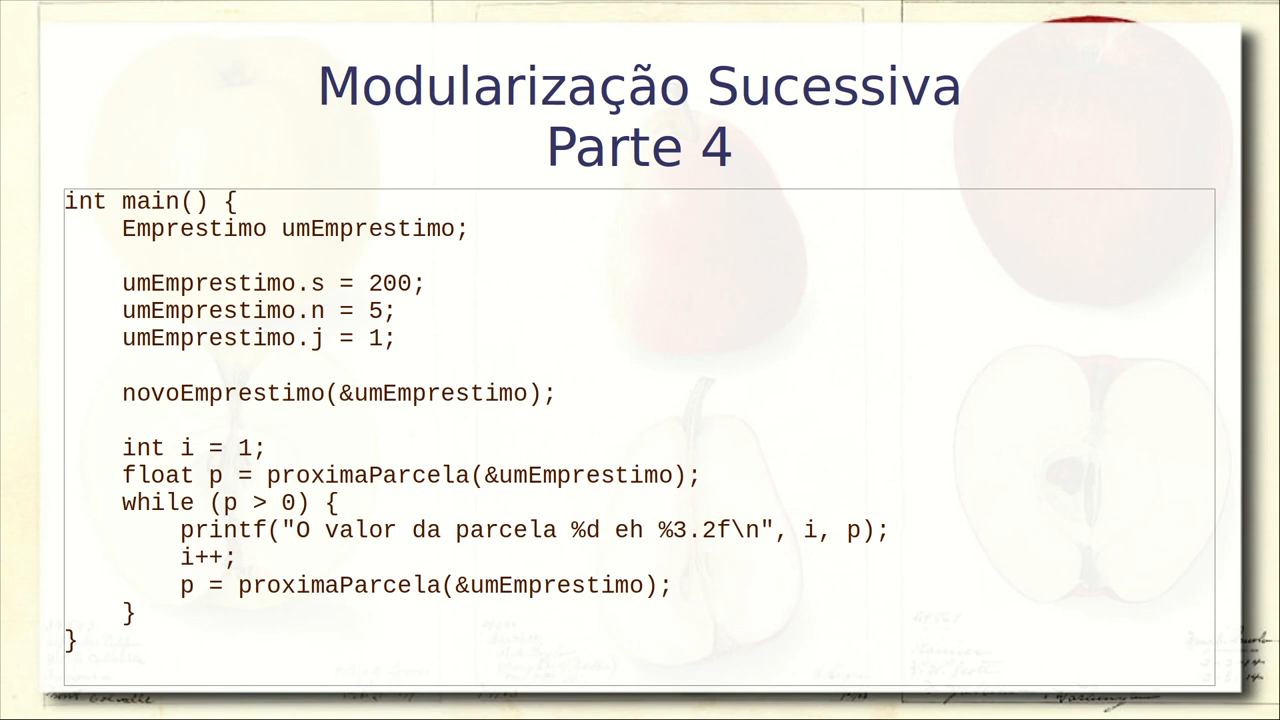 Modularização Sucessiva
Parte 4
int main() {
    Emprestimo umEmprestimo;
    umEmprestimo.s = 200;
    umEmprestimo.n = 5;
    umEmprestimo.j = 1;
    novoEmprestimo(&umEmprestimo);
    int i = 1;
    float p = proximaParcela(&umEmprestimo);
    while (p > 0) {
        printf("O valor da parcela %d eh %3.2f\n", i, p);
        i++;
        p = proximaParcela(&umEmprestimo);
    }
}